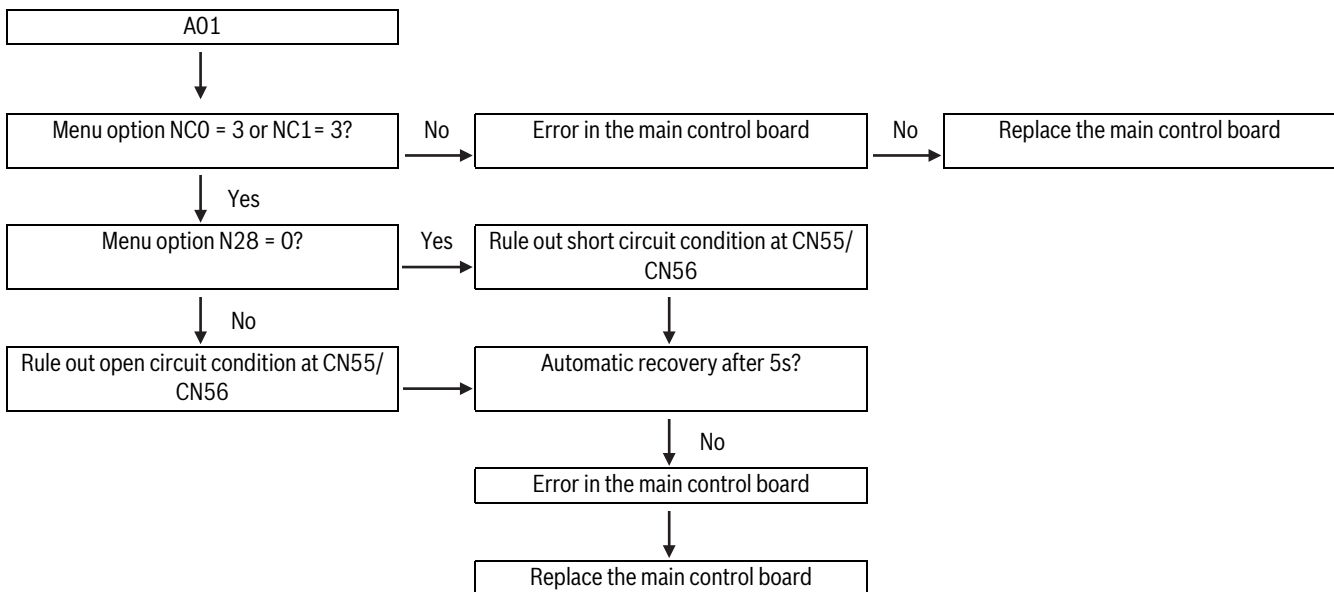 A01
Menu option NC0 = 3 or NC1= 3?
No
Error in the main control board
No
Replace the main control board
Yes
Menu option N28 = 0?
Yes
Rule out short circuit condition at CN55/
CN56
No
Rule out open circuit condition at CN55/
CN56
Automatic recovery after 5s?
No
Error in the main control board
Replace the main control board